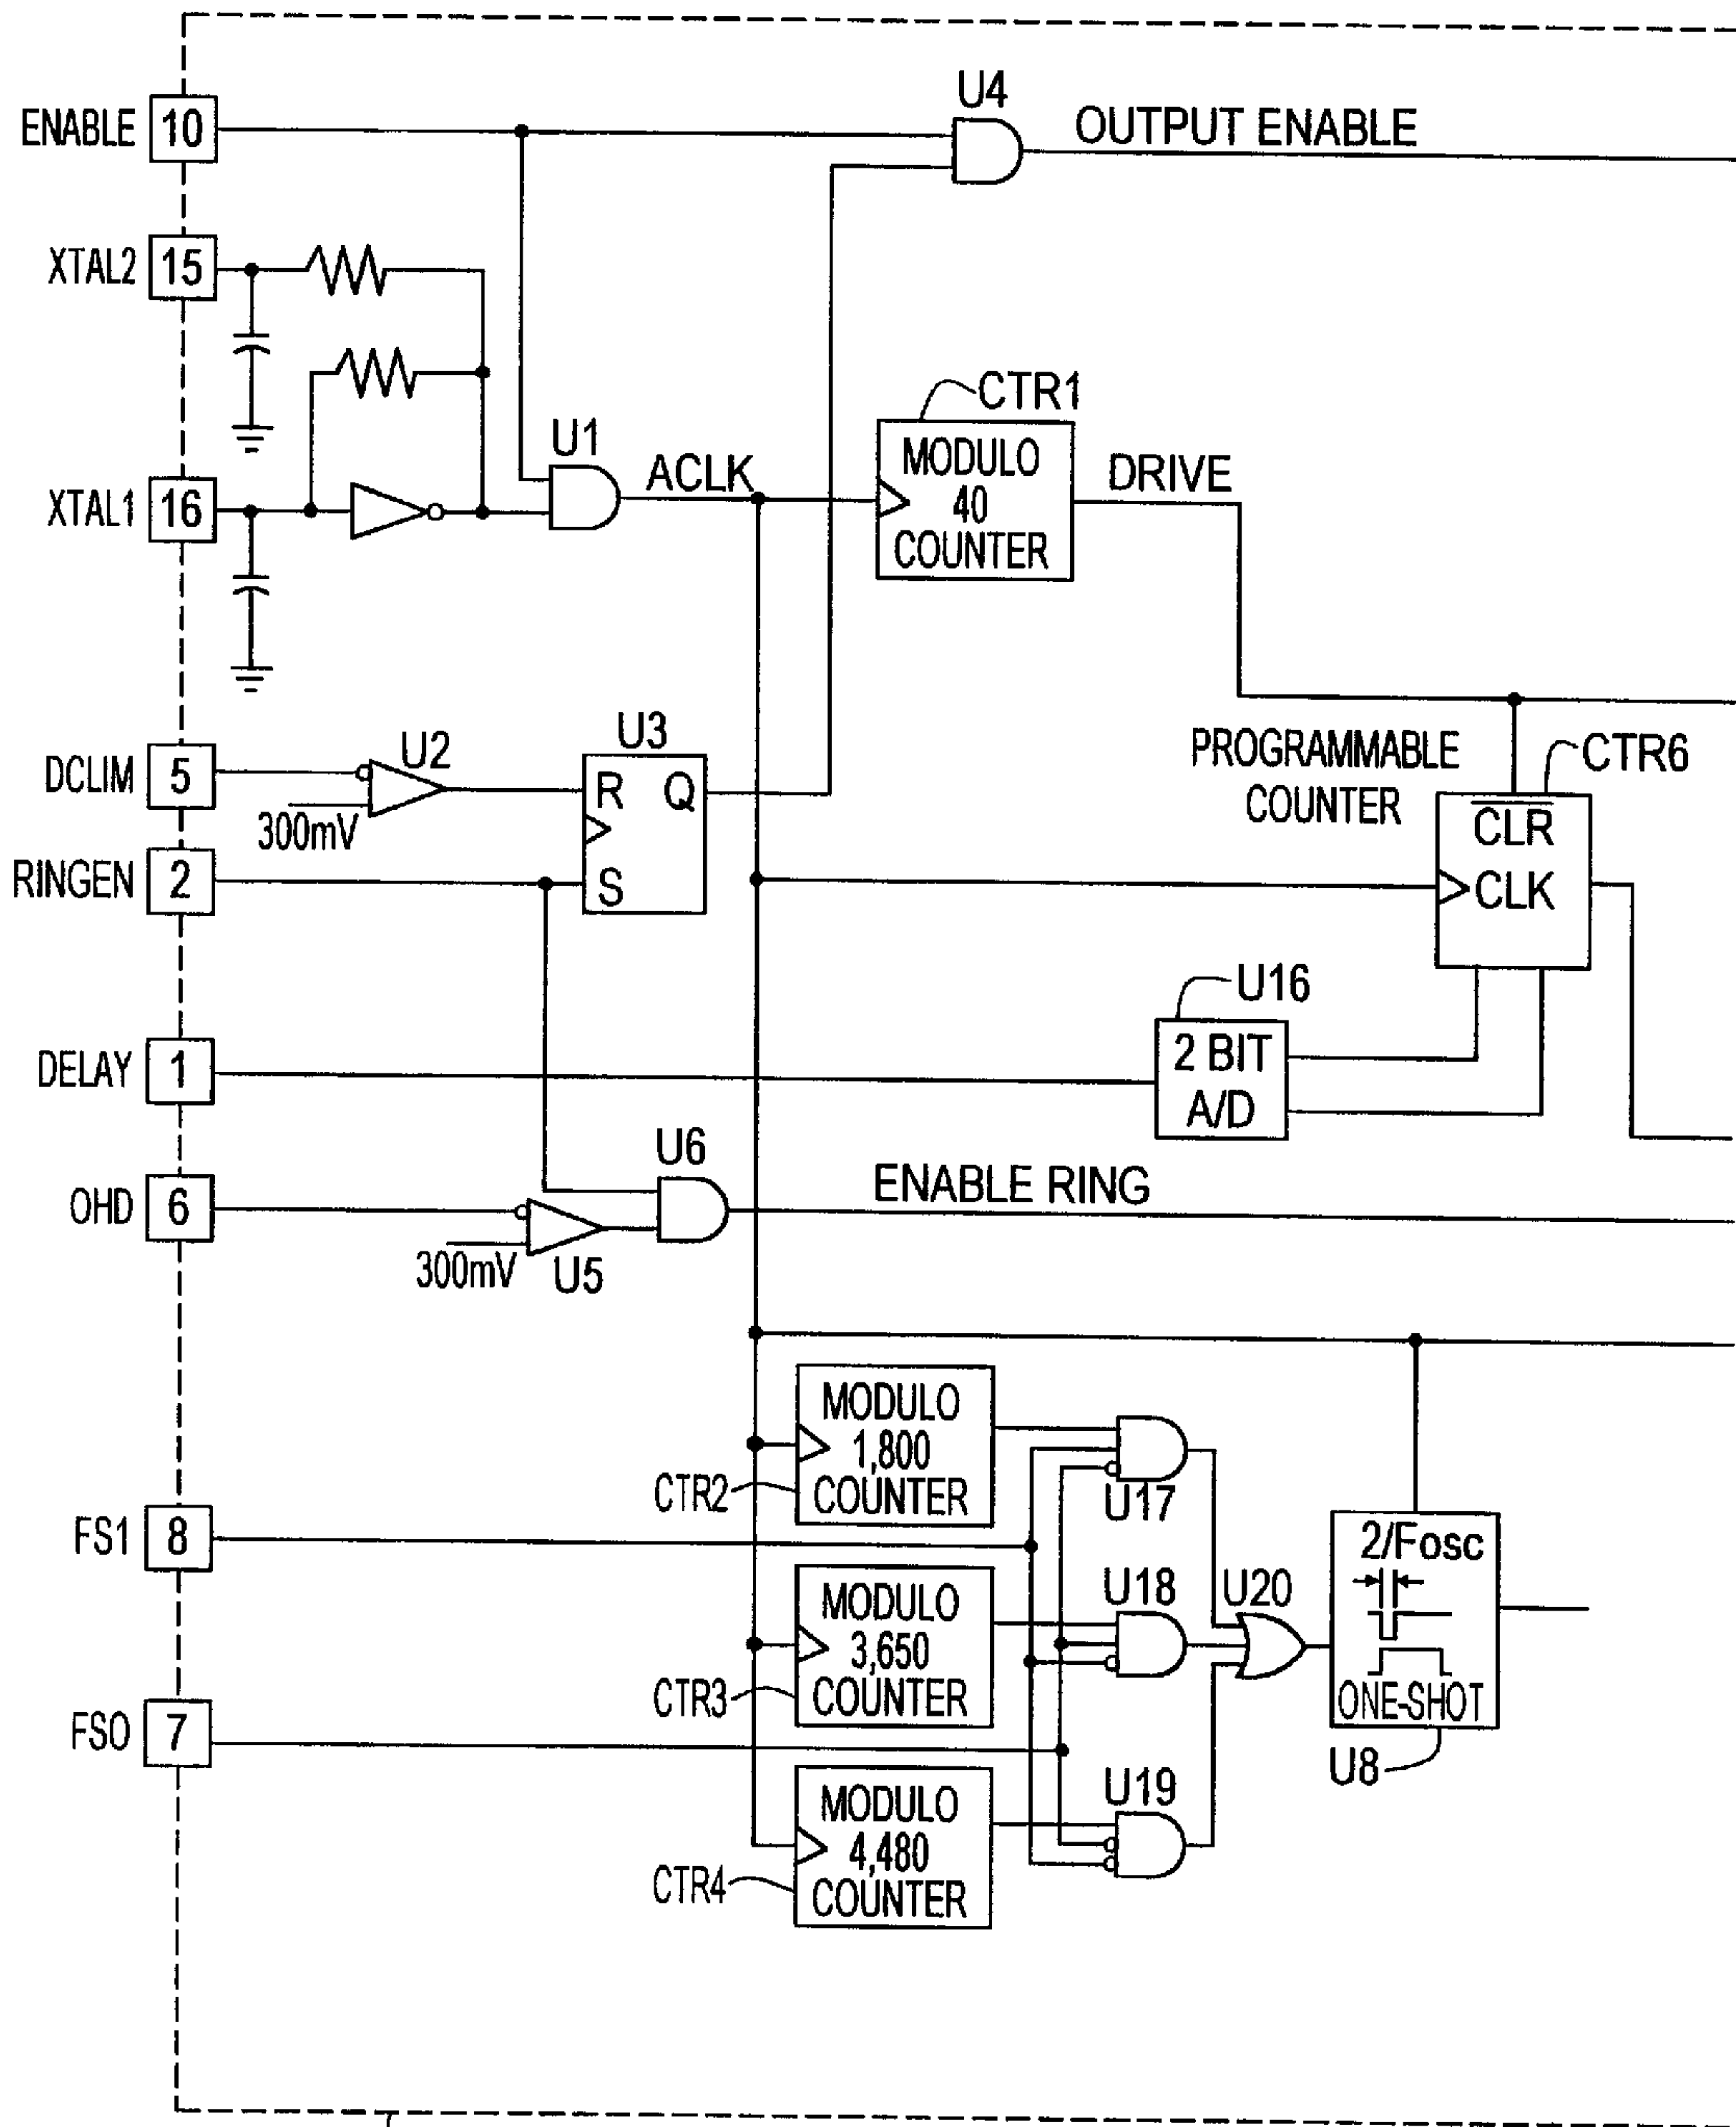 U4
ENABLE 10
OUTPUT ENABLE
XTAL2 15
CTR1
U1
XTAL1 16
ACLK
MODULO
40
COUNTER
DRIVE
DCLIM 5
U2
300mV
U3
R Q
S
PROGRAMMABLE
COUNTER
CTR6
CLR
CLK
RINGEN 2
U16
2 BIT
A/D
DELAY 1
U6
ENABLE RING
OHD 6
300mV
U5
MODULO
1,800
COUNTER
CTR2
U17
FS1 8
2/Fosc
ONE-SHOT
U8
MODULO
3,650
COUNTER
CTR3
U18
U20
FS0 7
MODULO
4,480
COUNTER
CTR4
U19